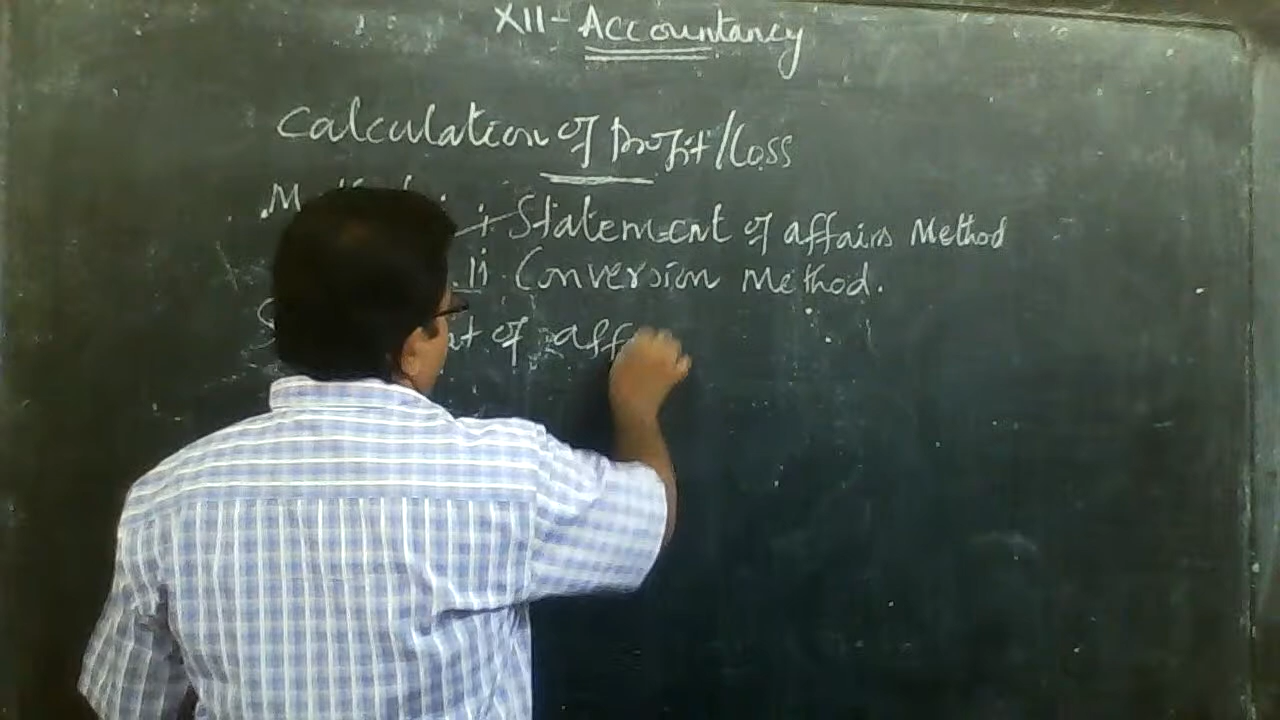 XII - Accountancy
Calculation of Profit/Loss
i Statement of affairs Method
ii Conversion Method.
of aff